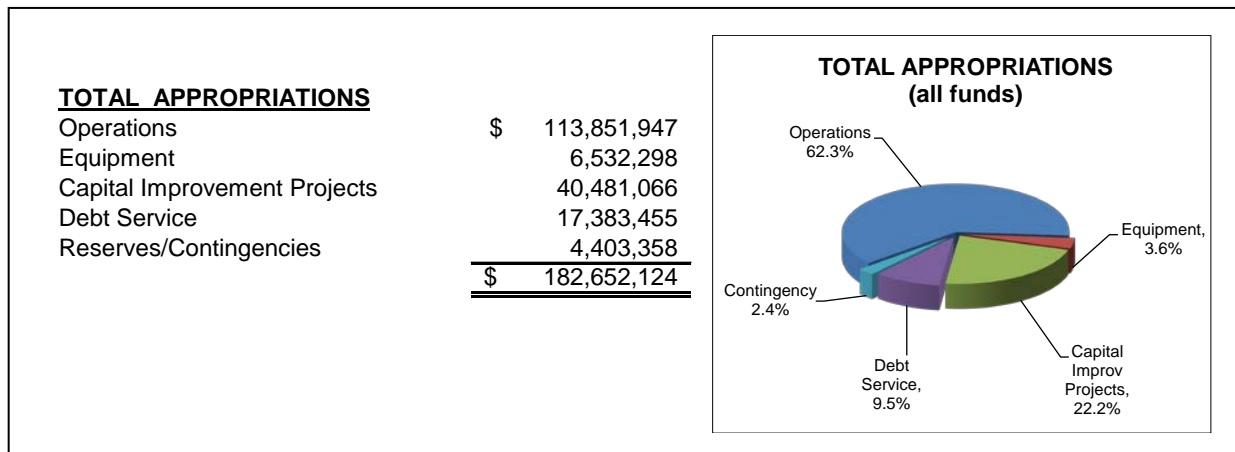 TOTAL APPROPRIATIONS
Operations $ 113,851,947
Equipment 6,532,298
Capital Improvement Projects 40,481,066
Debt Service 17,383,455
Reserves/Contingencies 4,403,358
$ 182,652,124
TOTAL APPROPRIATIONS
(all funds)
Operations
62.3%
Equipment,
3.6%
Contingency
2.4%
Debt
Service,
9.5%
Capital
Improv
Projects,
22.2%